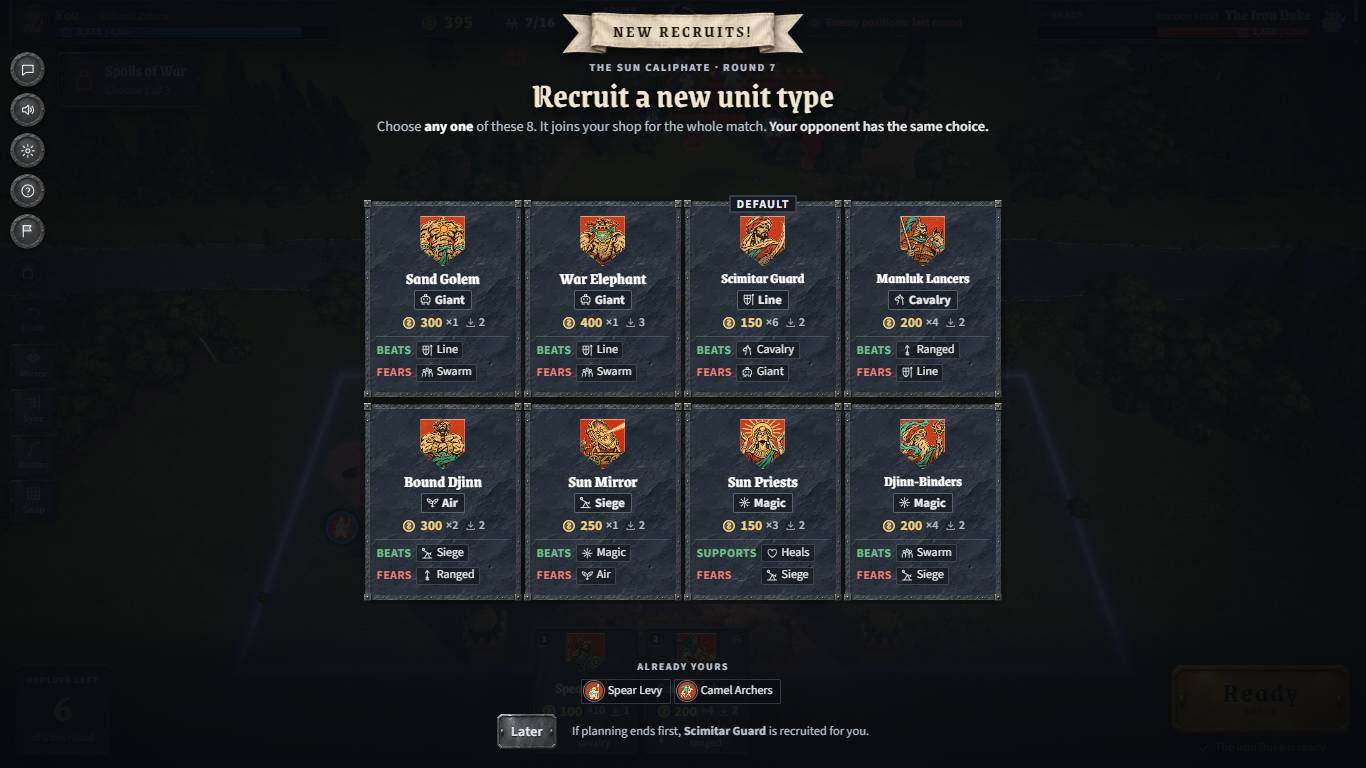 You
395
7/16
The Iron Duke
NEW RECRUITS!
THE SUN CALIPHATE · ROUND 7
Spoils of War
Recruit a new unit type
Choose any one of these 8. It joins your shop for the whole match. Your opponent has the same choice.
DEFAULT
Sand Golem
Giant
300 ×1 2
BEATS Line
FEARS Swarm
War Elephant
Giant
400 ×1 3
BEATS Line
FEARS Swarm
Scimitar Guard
Line
150 ×6 2
BEATS Cavalry
FEARS Giant
Mamluk Lancers
Cavalry
200 ×4 2
BEATS Ranged
FEARS Line
Bound Djinn
Air
300 ×2 2
BEATS Siege
FEARS Ranged
Sun Mirror
Siege
250 ×1 2
BEATS Magic
FEARS Air
Sun Priests
Magic
150 ×3 2
SUPPORTS Heals
FEARS Siege
Djinn-Binders
Magic
200 ×4 2
BEATS Swarm
FEARS Siege
ALREADY YOURS
Spear Levy
Camel Archers
6
Ready
Later
If planning ends first, Scimitar Guard is recruited for you.